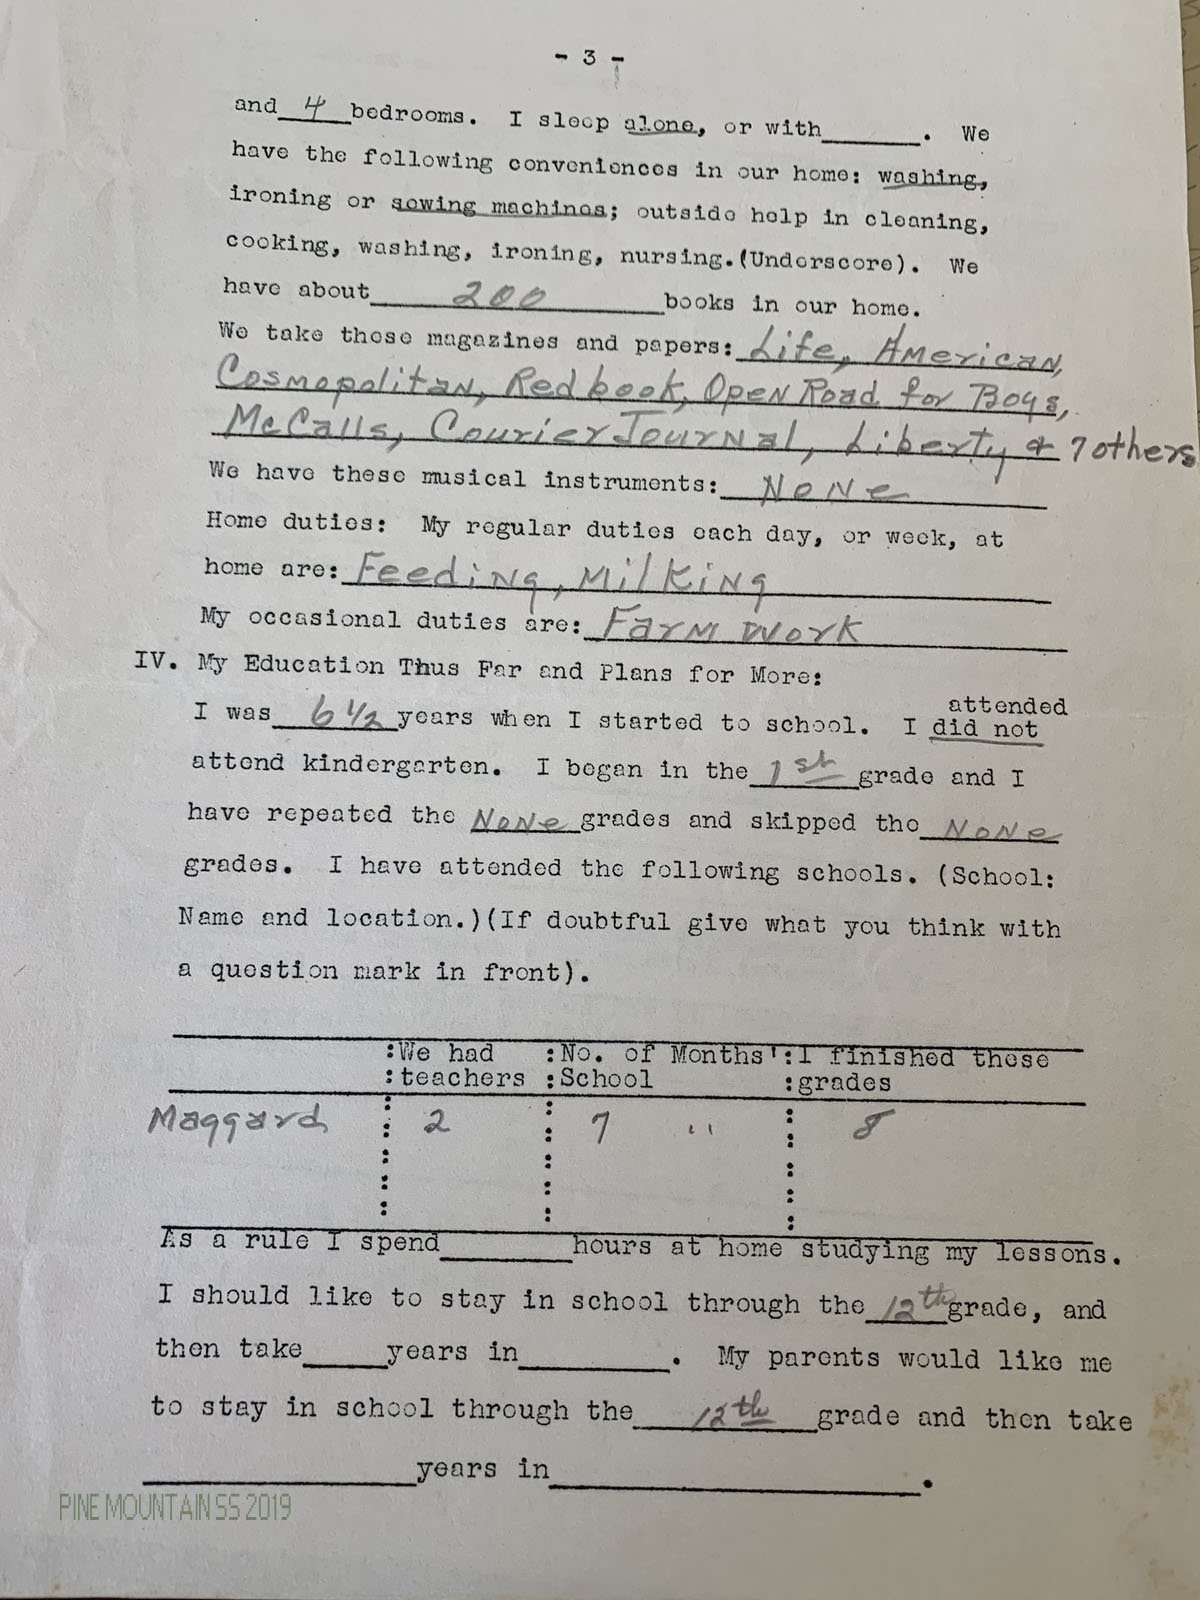 - 3 -
and 4 bedrooms. I sleep alone, or with______. We
have the following conveniences in our home: washing,
ironing or sewing machines; outside help in cleaning,
cooking, washing, ironing, nursing.(Underscore). We
have about 200 books in our home.
We take these magazines and papers: Life, American,
Cosmopolitan, Red book, Open Road for Boys,
McCalls, Courier Journal, Liberty & 7 others
We have these musical instruments: None
Home duties: My regular duties each day, or week, at
home are: Feeding, Milking
My occasional duties are: Farm work
IV. My Education Thus Far and Plans for More:
attended
I was 6 1/2 years when I started to school. I did not
attend kindergarten. I began in the 1st grade and I
have repeated the None grades and skipped the None
grades. I have attended the following schools. (School:
Name and location.)(If doubtful give what you think with
a question mark in front).
:We had :No. of Months':I finished these
:teachers :School :grades
Maggard : 2 : 7 " : 8
As a rule I spend______hours at home studying my lessons.
I should like to stay in school through the 12th grade, and
then take____years in_______. My parents would like me
to stay in school through the 12th grade and then take
____________years in________________.
PINE MOUNTAIN SS 2019